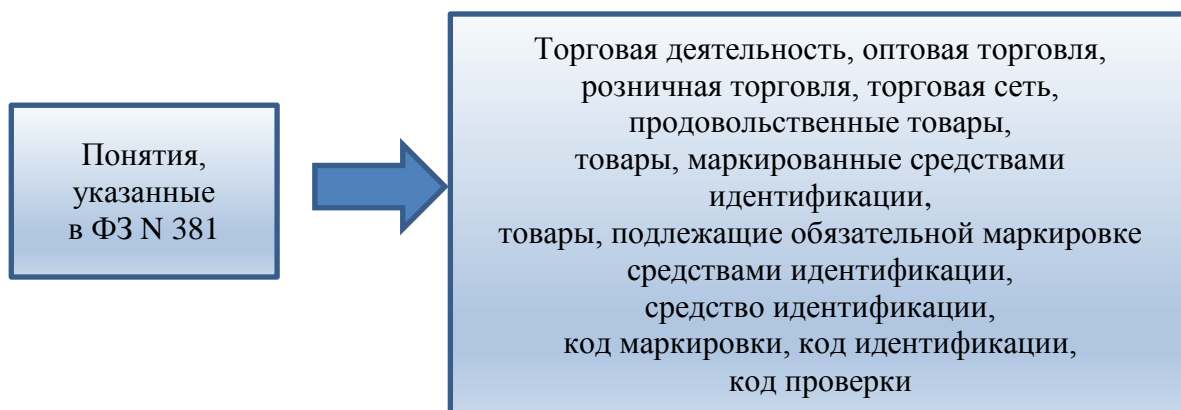 Понятия,
указанные
в ФЗ N 381
Торговая деятельность, оптовая торговля,
розничная торговля, торговая сеть,
продовольственные товары,
товары, маркированные средствами
идентификации,
товары, подлежащие обязательной маркировке
средствами идентификации,
средство идентификации,
код маркировки, код идентификации,
код проверки